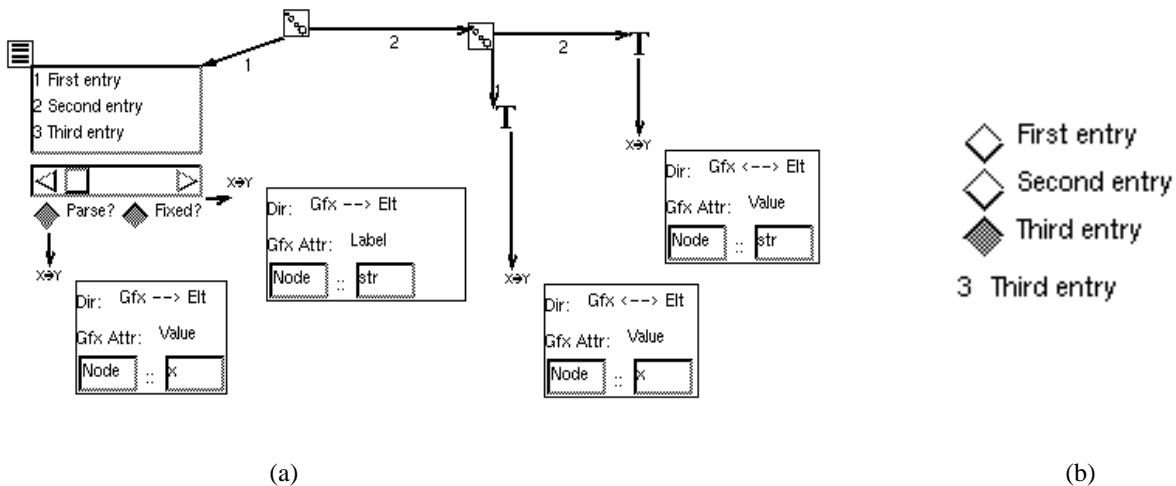 2
2
1
1 First entry
2 Second entry
3 Third entry
1
T
T
X→Y
Parse?
Fixed?
X→Y
Dir: Gfx --> Elt
Gfx Attr: Label
Node :: str
X→Y
Dir: Gfx --> Elt
Gfx Attr: Value
Node :: x
X→Y
Dir: Gfx <--> Elt
Gfx Attr: Value
Node :: x
Dir: Gfx <--> Elt
Gfx Attr: Value
Node :: str
(a)
First entry
Second entry
Third entry
3 Third entry
(b)